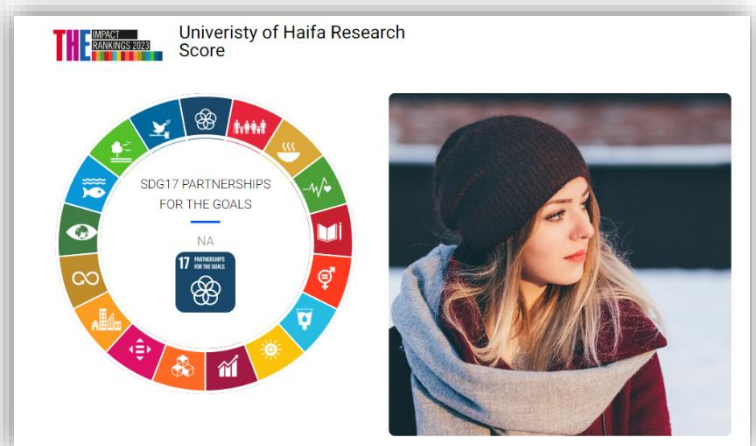 THE IMPACT
RANKINGS 2023
Univeristy of Haifa Research
Score
SDG17 PARTNERSHIPS
FOR THE GOALS
NA
17 PARTNERSHIPS
FOR THE GOALS